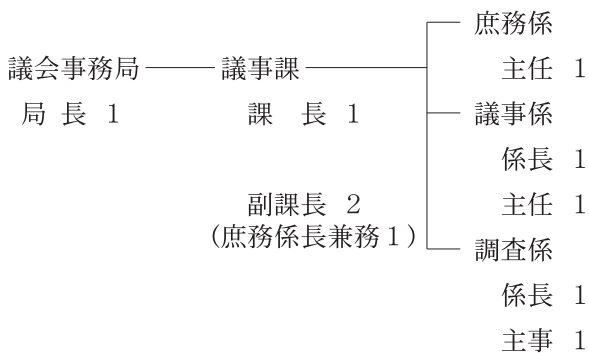 庶務係
議会事務局 議事課
主任 1
局長 1 課長 1 議事係
係長 1
副課長 2 主任 1
(庶務係長兼務1)
調査係
係長 1
主事 1